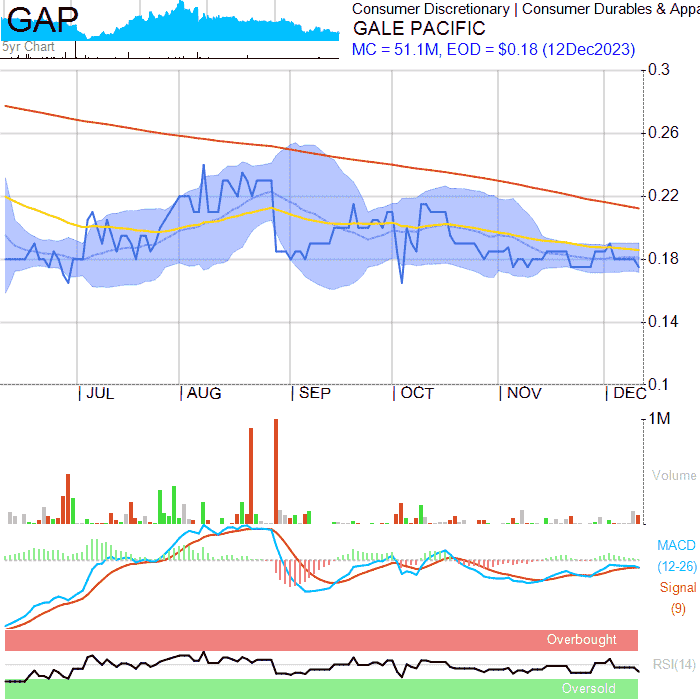 GAP
5yr Chart
Consumer Discretionary | Consumer Durables & Appa
GALE PACIFIC
MC = 51.1M, EOD = $0.18 (12Dec2023)
0.3
0.26
0.22
0.18
0.14
0.1
JUL
AUG
SEP
OCT
NOV
DEC
1M
Volume
MACD
(12-26)
Signal
(9)
Overbought
RSI(14)
Oversold